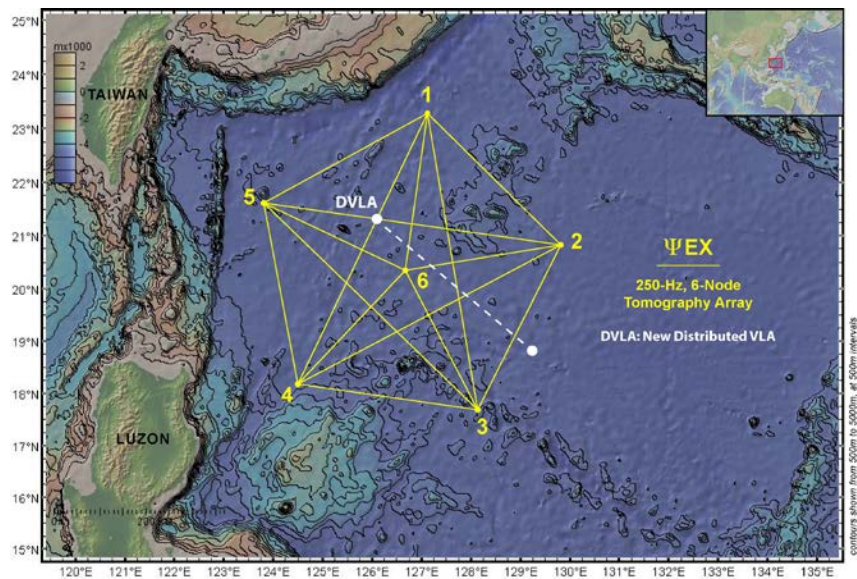 25°N
24°N
23°N
22°N
21°N
20°N
19°N
18°N
17°N
16°N
15°N
mx1000
2
0
-4
TAIWAN
1
5
DVLA
2
6
ΨEX
250-Hz, 6-Node
Tomography Array
DVLA: New Distributed VLA
4
3
LUZON
120°E 121°E 122°E 123°E 124°E 125°E 126°E 127°E 128°E 129°E 130°E 131°E 132°E 133°E 134°E 135°E
contours shown from 500m to 5000m, at 500m intervals